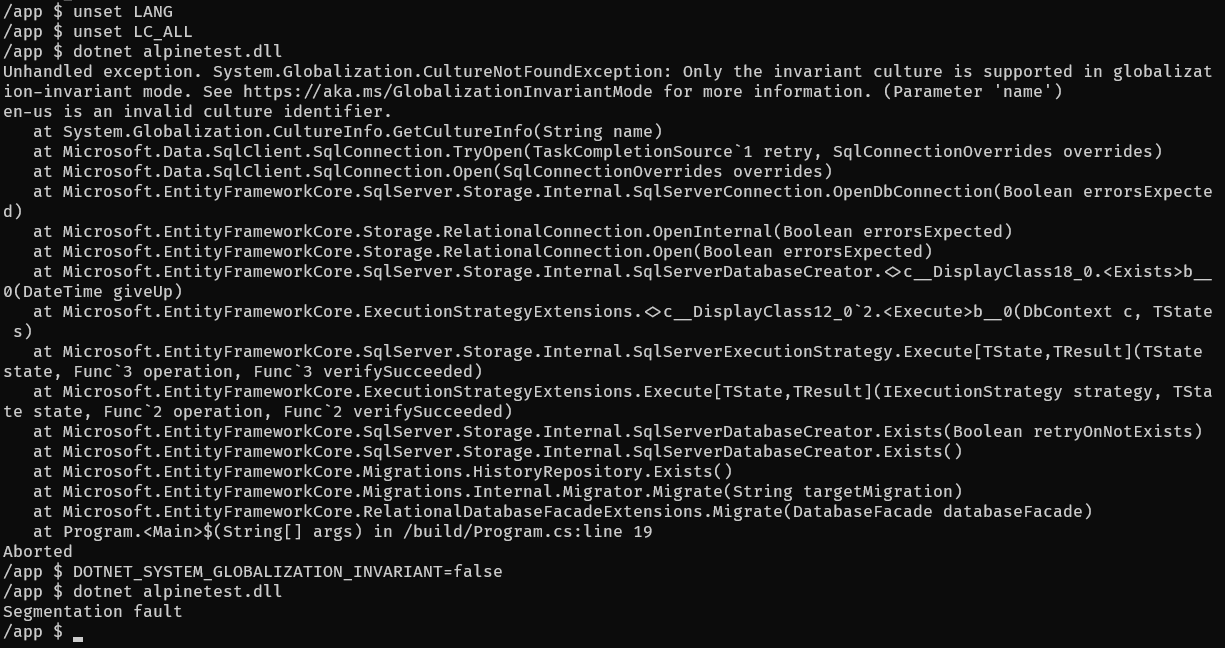 /app $ unset LANG
/app $ unset LC_ALL
/app $ dotnet alpinetest.dll
Unhandled exception. System.Globalization.CultureNotFoundException: Only the invariant culture is supported in globalizat
ion-invariant mode. See https://aka.ms/GlobalizationInvariantMode for more information. (Parameter 'name')
en-us is an invalid culture identifier.
   at System.Globalization.CultureInfo.GetCultureInfo(String name)
   at Microsoft.Data.SqlClient.SqlConnection.TryOpen(TaskCompletionSource`1 retry, SqlConnectionOverrides overrides)
   at Microsoft.Data.SqlClient.SqlConnection.Open(SqlConnectionOverrides overrides)
   at Microsoft.EntityFrameworkCore.SqlServer.Storage.Internal.SqlServerConnection.OpenDbConnection(Boolean errorsExpecte
d)
   at Microsoft.EntityFrameworkCore.Storage.RelationalConnection.OpenInternal(Boolean errorsExpected)
   at Microsoft.EntityFrameworkCore.Storage.RelationalConnection.Open(Boolean errorsExpected)
   at Microsoft.EntityFrameworkCore.SqlServer.Storage.Internal.SqlServerDatabaseCreator.<>c__DisplayClass18_0.<Exists>b__
0(DateTime giveUp)
   at Microsoft.EntityFrameworkCore.ExecutionStrategyExtensions.<>c__DisplayClass12_0`2.<Execute>b__0(DbContext c, TState
 s)
   at Microsoft.EntityFrameworkCore.SqlServer.Storage.Internal.SqlServerExecutionStrategy.Execute[TState,TResult](TState
state, Func`3 operation, Func`3 verifySucceeded)
   at Microsoft.EntityFrameworkCore.ExecutionStrategyExtensions.Execute[TState,TResult](IExecutionStrategy strategy, TSta
te state, Func`2 operation, Func`2 verifySucceeded)
   at Microsoft.EntityFrameworkCore.SqlServer.Storage.Internal.SqlServerDatabaseCreator.Exists(Boolean retryOnNotExists)
   at Microsoft.EntityFrameworkCore.SqlServer.Storage.Internal.SqlServerDatabaseCreator.Exists()
   at Microsoft.EntityFrameworkCore.Migrations.HistoryRepository.Exists()
   at Microsoft.EntityFrameworkCore.Migrations.Internal.Migrator.Migrate(String targetMigration)
   at Microsoft.EntityFrameworkCore.RelationalDatabaseFacadeExtensions.Migrate(DatabaseFacade databaseFacade)
   at Program.<Main>$(String[] args) in /build/Program.cs:line 19
Aborted
/app $ DOTNET_SYSTEM_GLOBALIZATION_INVARIANT=false
/app $ dotnet alpinetest.dll
Segmentation fault
/app $